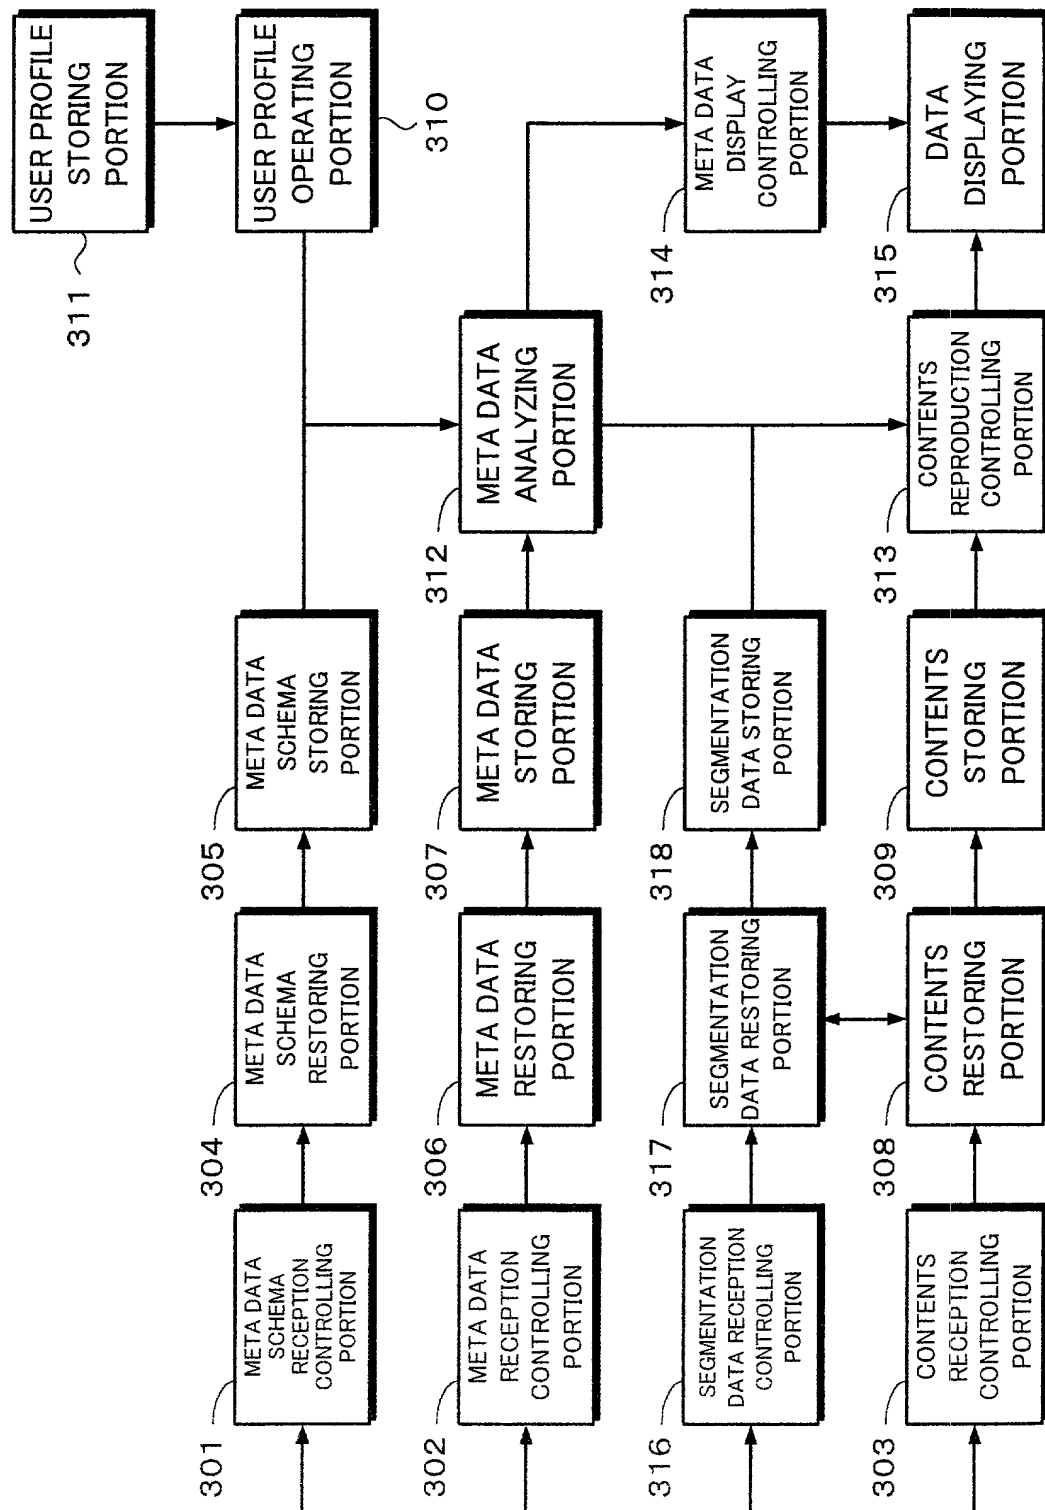 USER PROFILE
STORING
PORTION
311
USER PROFILE
OPERATING
PORTION
310
META DATA
SCHEMA
RECEPTION
CONTROLLING
PORTION
301
META DATA
SCHEMA
RESTORING
PORTION
304
META DATA
SCHEMA
STORING
PORTION
305
META DATA
RECEPTION
CONTROLLING
PORTION
302
META DATA
RESTORING
PORTION
306
META DATA
STORING
PORTION
307
META DATA
ANALYZING
PORTION
312
SEGMENTATION
DATA RECEPTION
CONTROLLING
PORTION
316
SEGMENTATION
DATA RESTORING
PORTION
317
SEGMENTATION
DATA STORING
PORTION
318
META DATA
DISPLAY
CONTROLLING
PORTION
314
CONTENTS
RECEPTION
CONTROLLING
PORTION
303
CONTENTS
RESTORING
PORTION
308
CONTENTS
STORING
PORTION
309
CONTENTS
REPRODUCTION
CONTROLLING
PORTION
313
DATA
DISPLAYING
PORTION
315